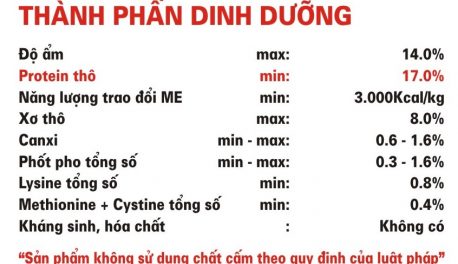 THÀNH PHẦN DINH DƯỠNG
Độ ẩm max: 14.0%
Protein thô min: 17.0%
Năng lượng trao đổi ME min: 3.000Kcal/kg
Xơ thô max: 8.0%
Canxi min - max: 0.6 - 1.6%
Phốt pho tổng số min - max: 0.3 - 1.6%
Lysine tổng số min: 0.8%
Methionine + Cystine tổng số min: 0.4%
Kháng sinh, hóa chất : Không có
“Sản phẩm không sử dụng chất cấm theo quy định của luật pháp”